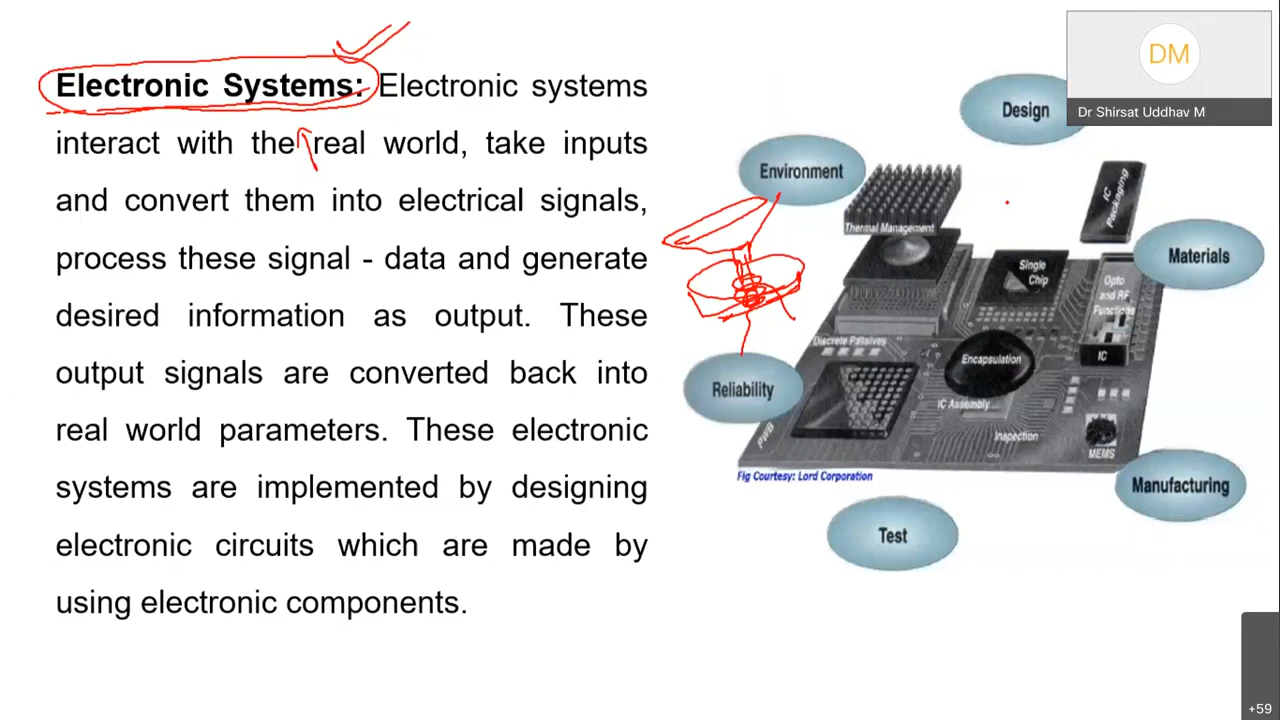 Electronic Systems: Electronic systems
interact with the real world, take inputs
and convert them into electrical signals,
process these signal - data and generate
desired information as output. These
output signals are converted back into
real world parameters. These electronic
systems are implemented by designing
electronic circuits which are made by
using electronic components.
DM
Dr Shirsat Uddhav M
Design
Environment
IC
Packaging
Thermal Management
Materials
Single
Chip
Opto
and RF
Functions
Discrete Passives
IC
Encapsulation
Reliability
IC Assembly
PWB
Inspection
MEMS
Fig Courtesy: Lord Corporation
Manufacturing
Test
+59